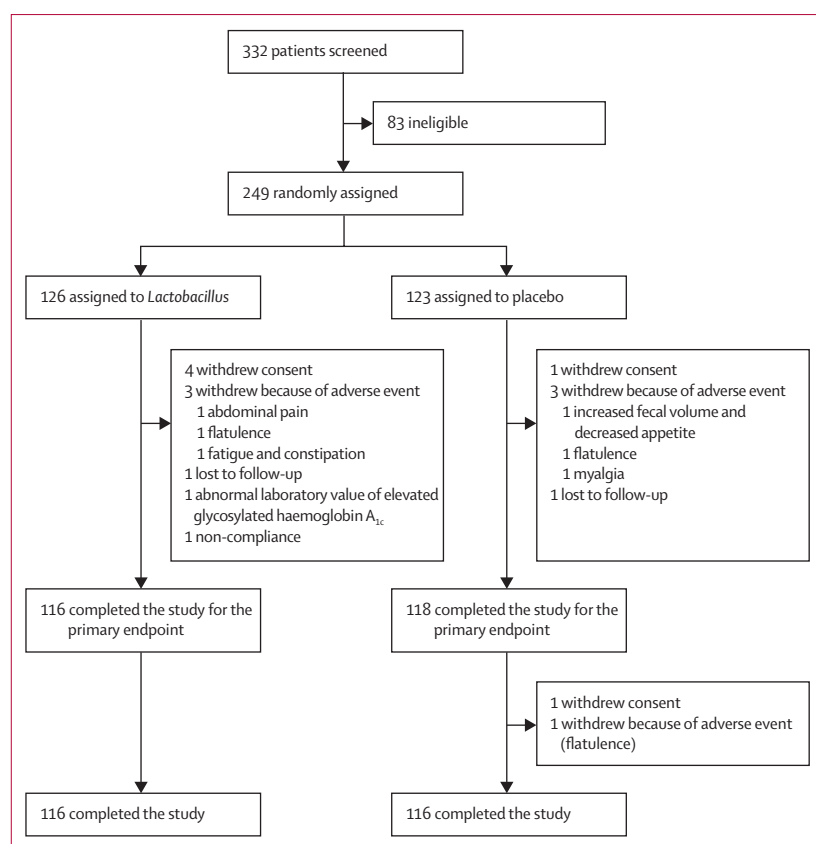 332 patients screened
83 ineligible
249 randomly assigned
126 assigned to Lactobacillus
123 assigned to placebo
4 withdrew consent
3 withdrew because of adverse event
1 abdominal pain
1 flatulence
1 fatigue and constipation
1 lost to follow-up
1 abnormal laboratory value of elevated
glycosylated haemoglobin A1c
1 non-compliance
1 withdrew consent
3 withdrew because of adverse event
1 increased fecal volume and
decreased appetite
1 flatulence
1 myalgia
1 lost to follow-up
116 completed the study for the
primary endpoint
118 completed the study for the
primary endpoint
1 withdrew consent
1 withdrew because of adverse event
(flatulence)
116 completed the study
116 completed the study